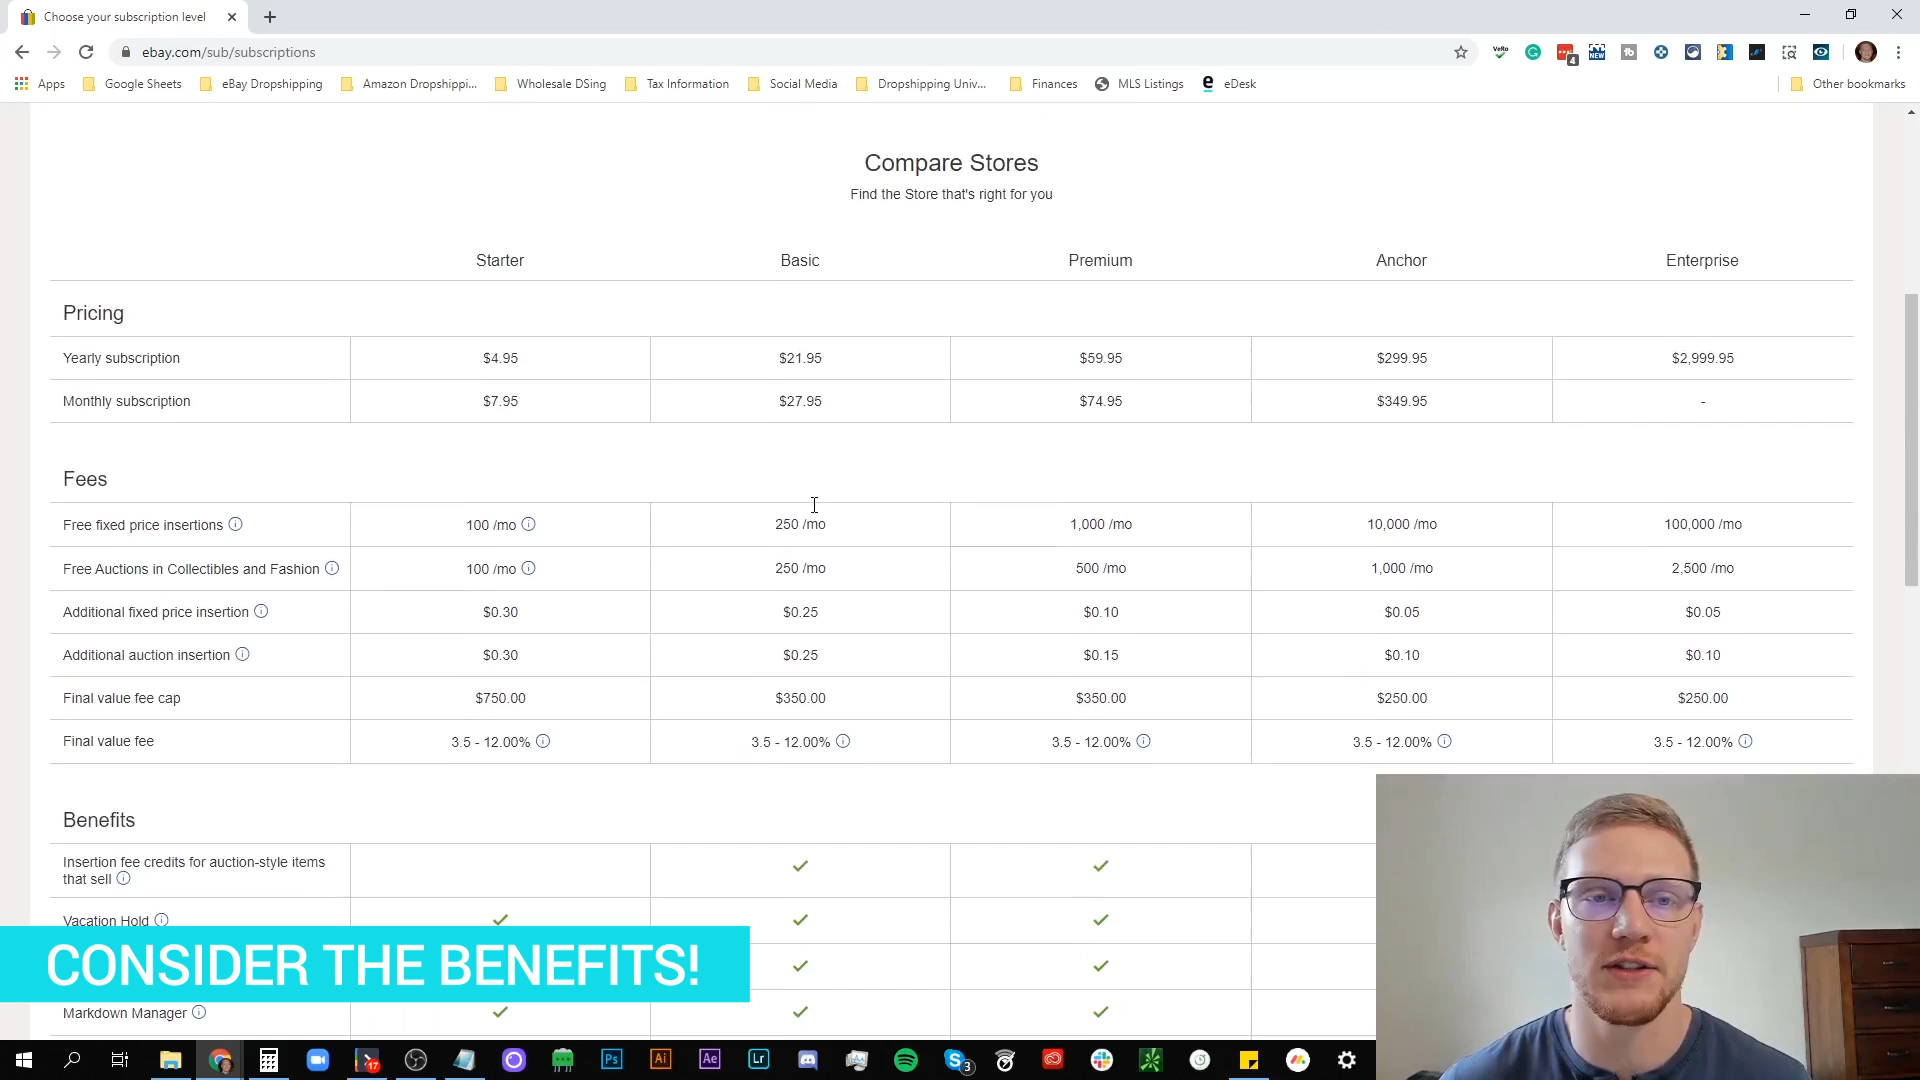 Choose your subscription level
ebay.com/sub/subscriptions
VeRO
4
NEW
Apps Google Sheets eBay Dropshipping Amazon Dropshippi... Wholesale DSing Tax Information Social Media Dropshipping Univ... Finances MLS Listings eDesk Other bookmarks
Compare Stores
Find the Store that's right for you
Starter Basic Premium Anchor Enterprise
Pricing
Yearly subscription $4.95 $21.95 $59.95 $299.95 $2,999.95
Monthly subscription $7.95 $27.95 $74.95 $349.95 -
Fees
Free fixed price insertions 100 /mo 250 /mo 1,000 /mo 10,000 /mo 100,000 /mo
Free Auctions in Collectibles and Fashion 100 /mo 250 /mo 500 /mo 1,000 /mo 2,500 /mo
Additional fixed price insertion $0.30 $0.25 $0.10 $0.05 $0.05
Additional auction insertion $0.30 $0.25 $0.15 $0.10 $0.10
Final value fee cap $750.00 $350.00 $350.00 $250.00 $250.00
Final value fee 3.5 - 12.00% 3.5 - 12.00% 3.5 - 12.00% 3.5 - 12.00% 3.5 - 12.00%
Benefits
Insertion fee credits for auction-style items
that sell
Vacation Hold
CONSIDER THE BENEFITS!
Markdown Manager
17 Ps Ai Ae Lr 3